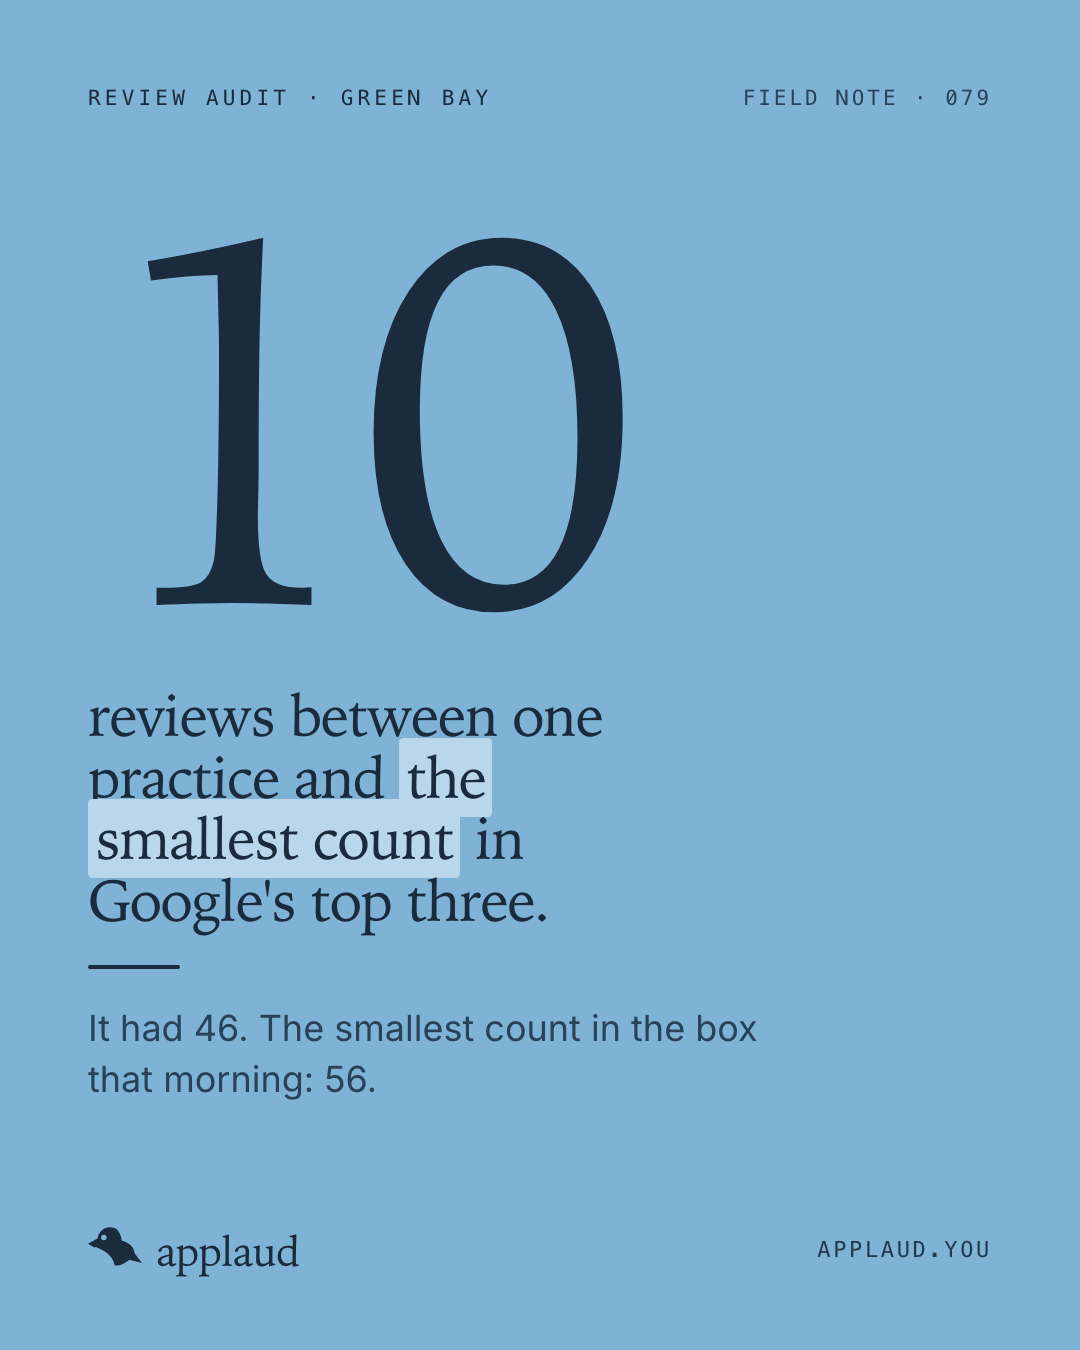 REVIEW AUDIT · GREEN BAY
FIELD NOTE · 079
10
reviews between one
practice and the
smallest count in
Google's top three.
It had 46. The smallest count in the box
that morning: 56.
applaud
APPLAUD.YOU